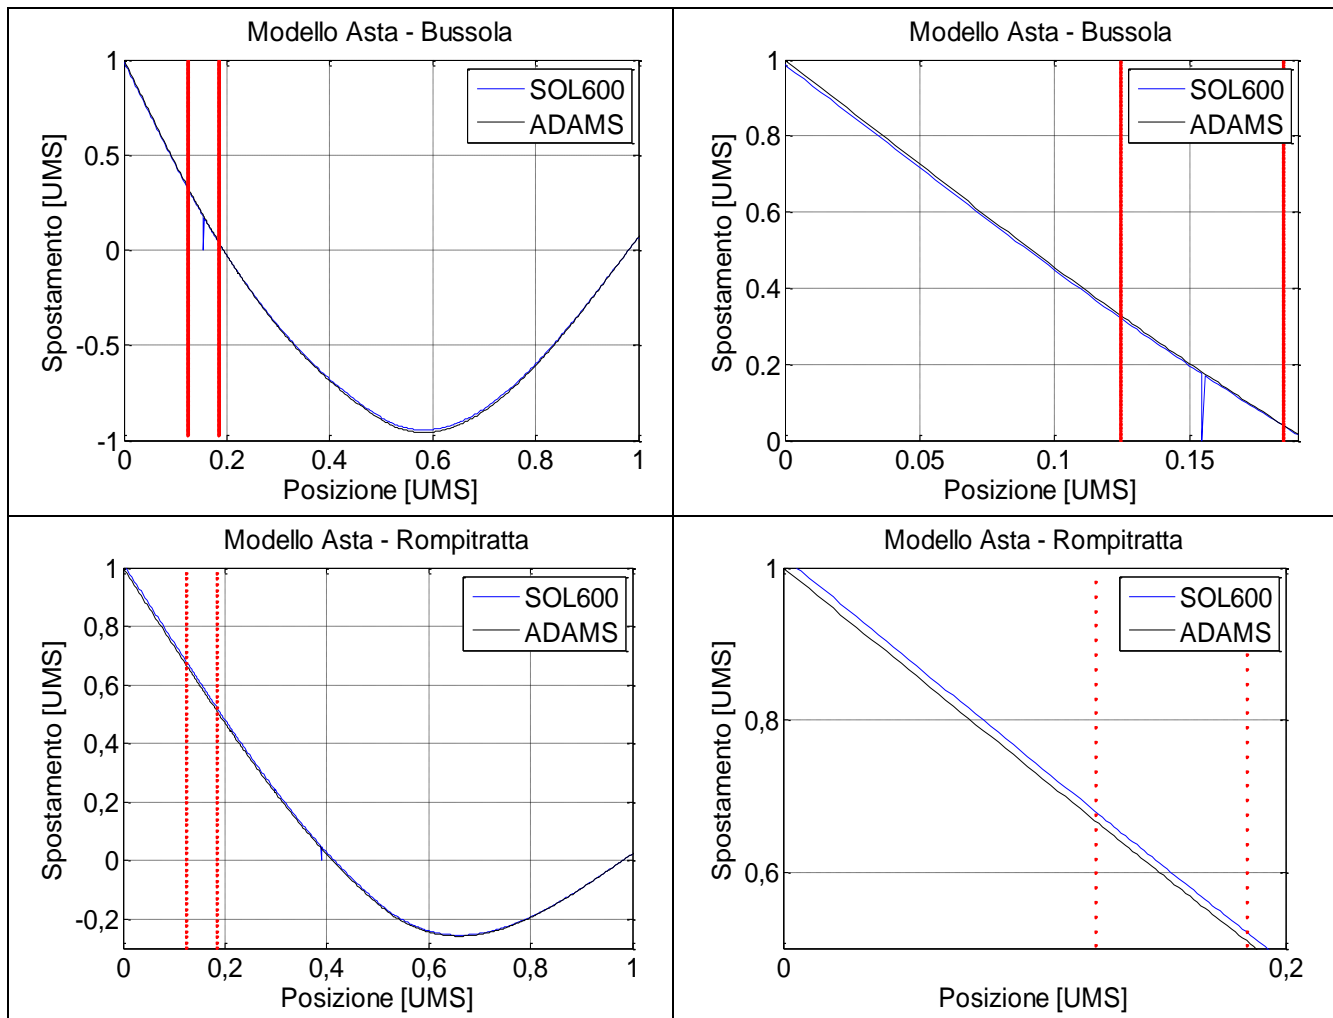 Modello Asta - Bussola
SOL600
ADAMS
Spostamento [UMS]
1
0.5
0
-0.5
-1
0
0.2
0.4
0.6
0.8
1
Posizione [UMS]
Modello Asta - Bussola
SOL600
ADAMS
Spostamento [UMS]
1
0.8
0.6
0.4
0.2
0
0
0.05
0.1
0.15
Posizione [UMS]
Modello Asta - Rompitratta
SOL600
ADAMS
Spostamento [UMS]
1
0,8
0,6
0,4
0,2
0
-0,2
0
0,2
0,4
0,6
0,8
1
Posizione [UMS]
Modello Asta - Rompitratta
SOL600
ADAMS
Spostamento [UMS]
1
0,8
0,6
0
0,2
Posizione [UMS]